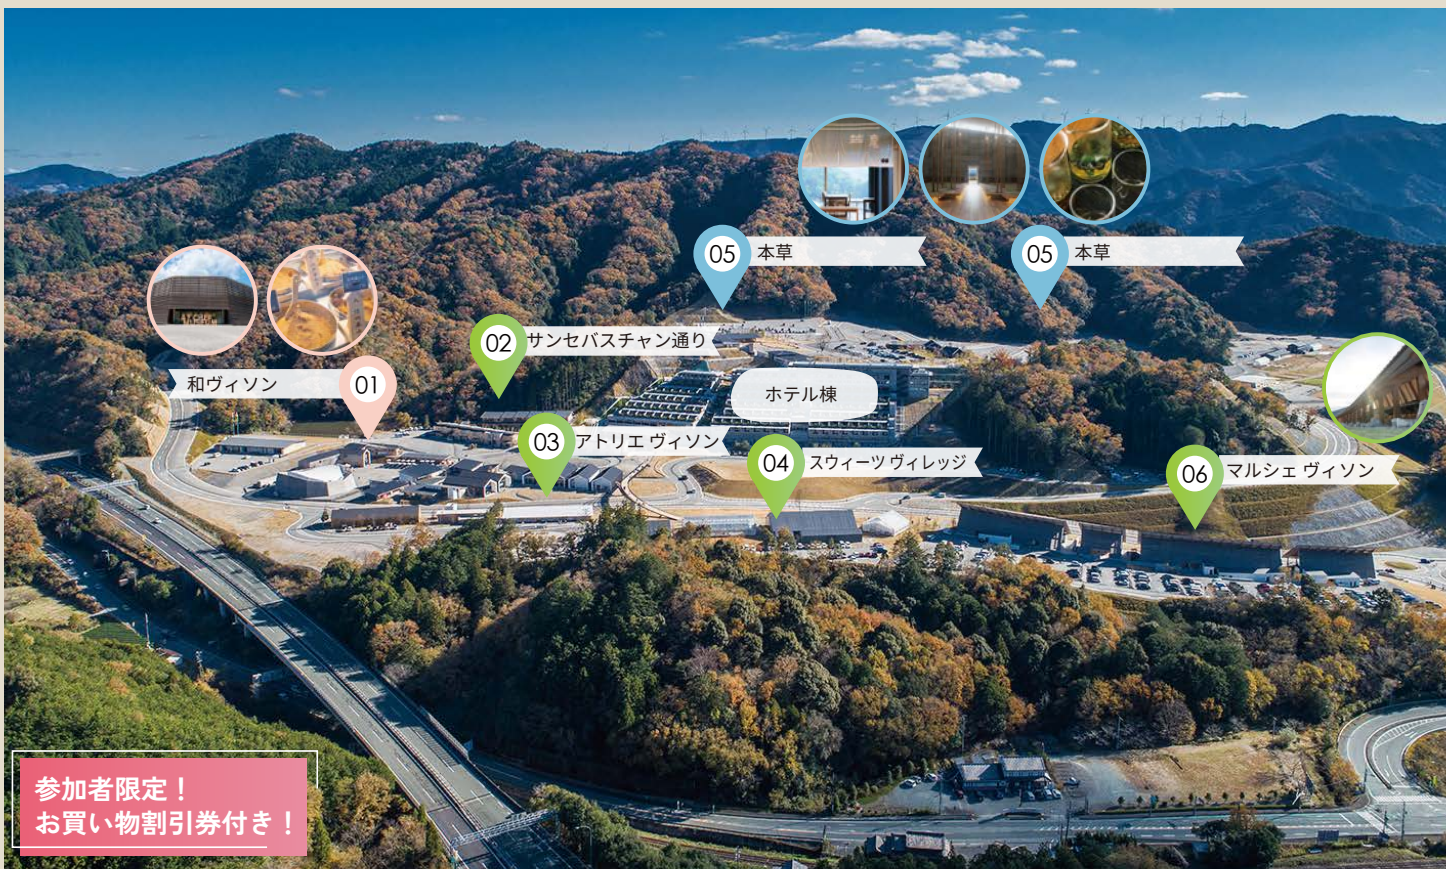 05 本草
05 本草
02 サンセバスチャン通り
和ヴィソン 01
ホテル棟
03 アトリエ ヴィソン
04 スウィーツ ヴィレッジ
06 マルシェ ヴィソン
参加者限定！
お買い物割引券付き！